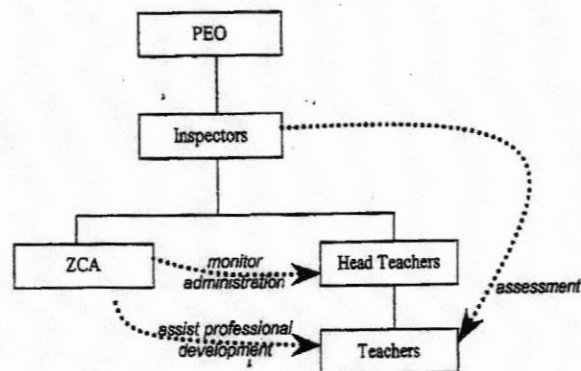 PEO
Inspectors
ZCA
monitor
administration
Head Teachers
assessment
assist professional
development
Teachers